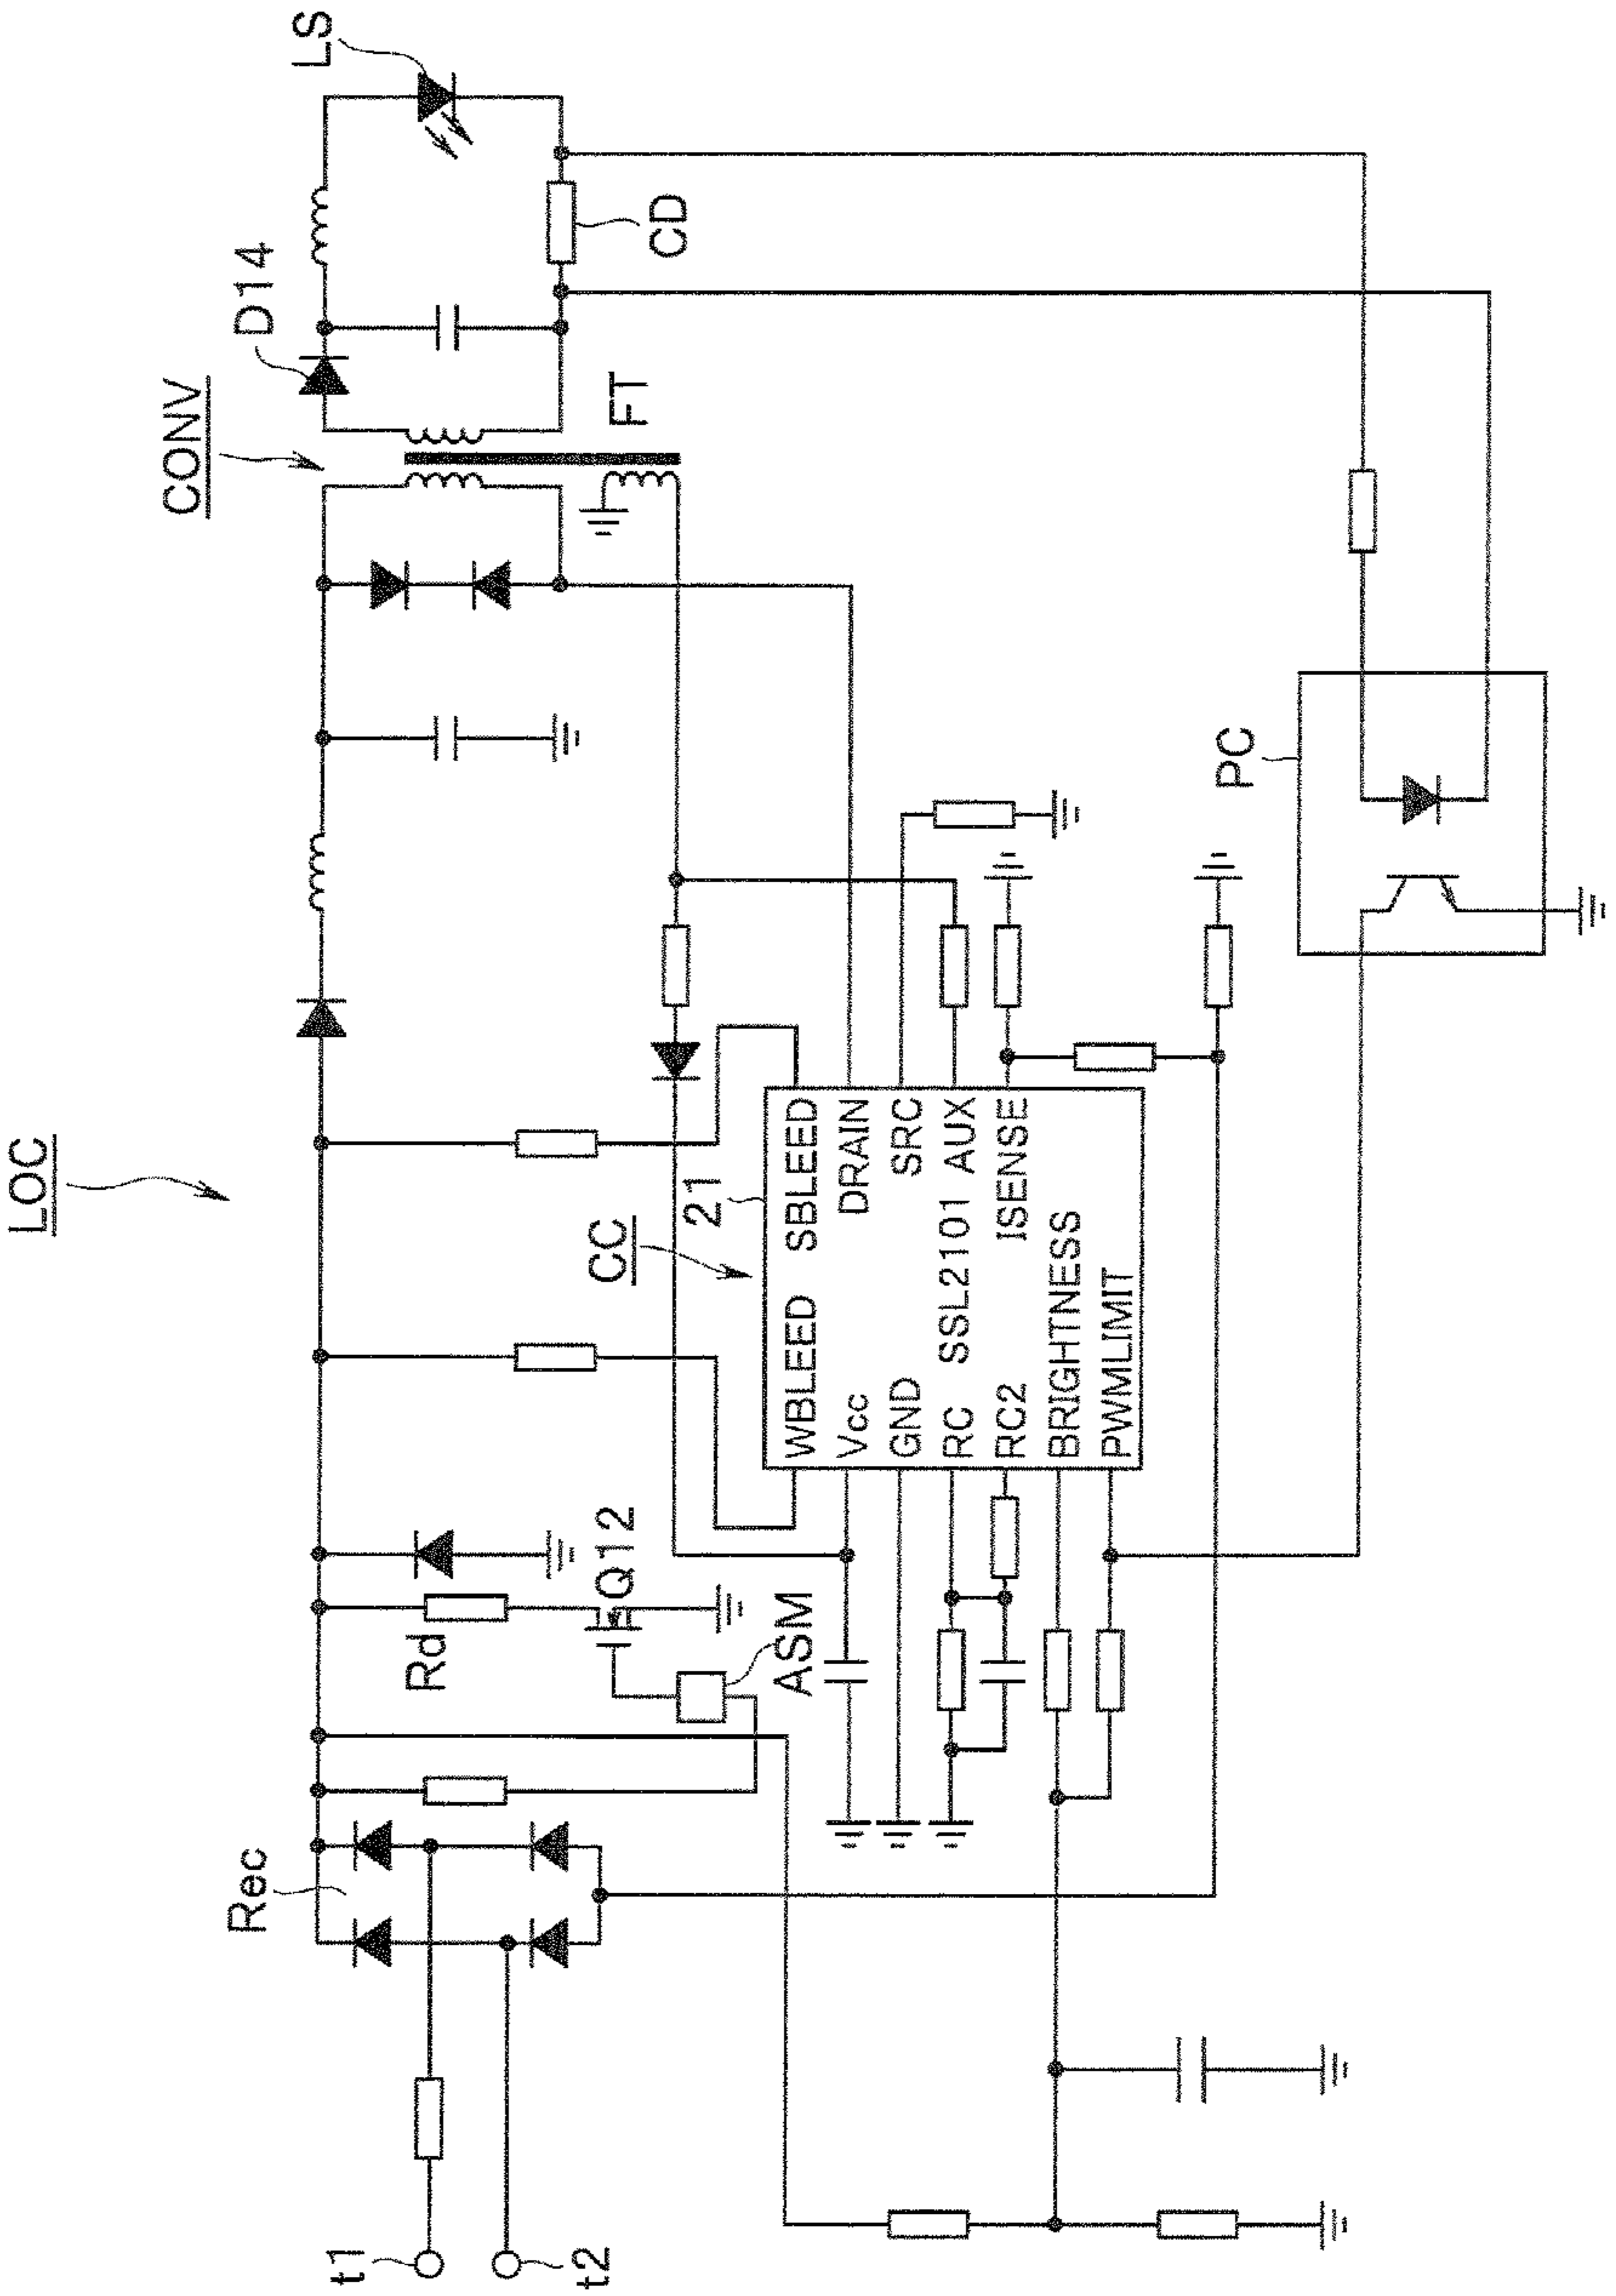 LOC
CONV
D14
LS
CD
FT
Rec
Rd
Q12
ASM
CC
21
WBLEED SBLEED
Vcc DRAIN
GND SRC
RC SSL2101 AUX
RC2 ISENSE
BRIGHTNESS
PWMLIMIT
PC
t1
t2